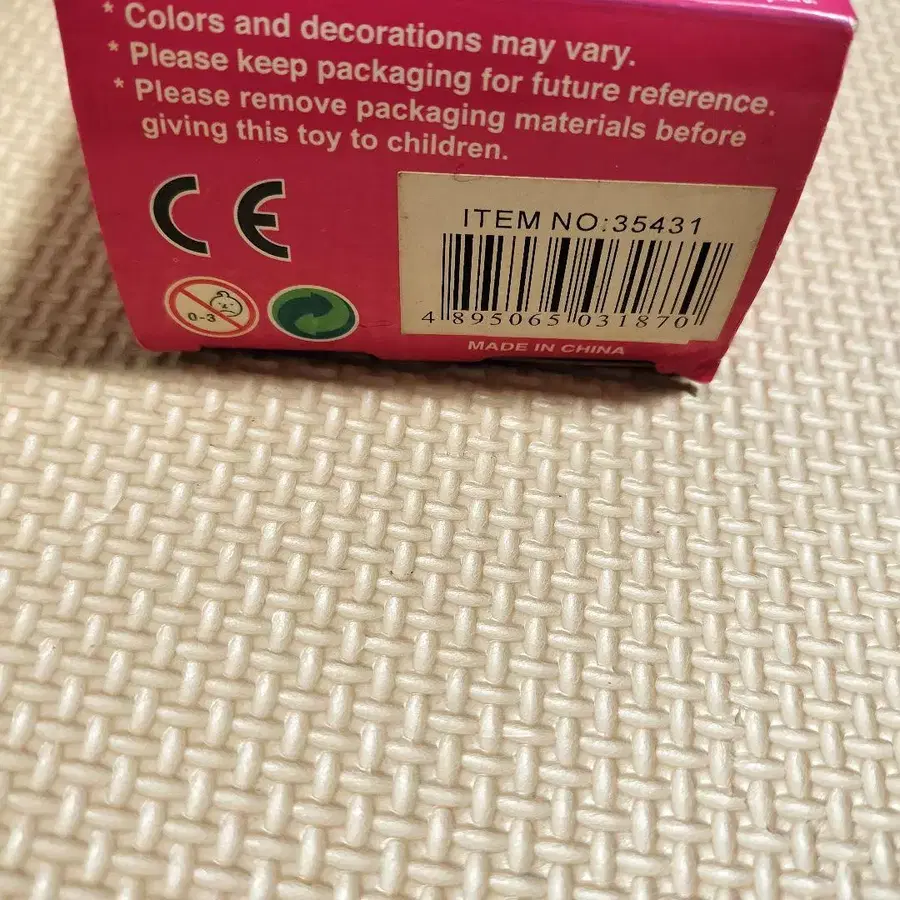 * Colors and decorations may vary.
* Please keep packaging for future reference.
* Please remove packaging materials before
giving this toy to children.
CE
ITEM NO:35431
0-3
4 895065 031870
MADE IN CHINA